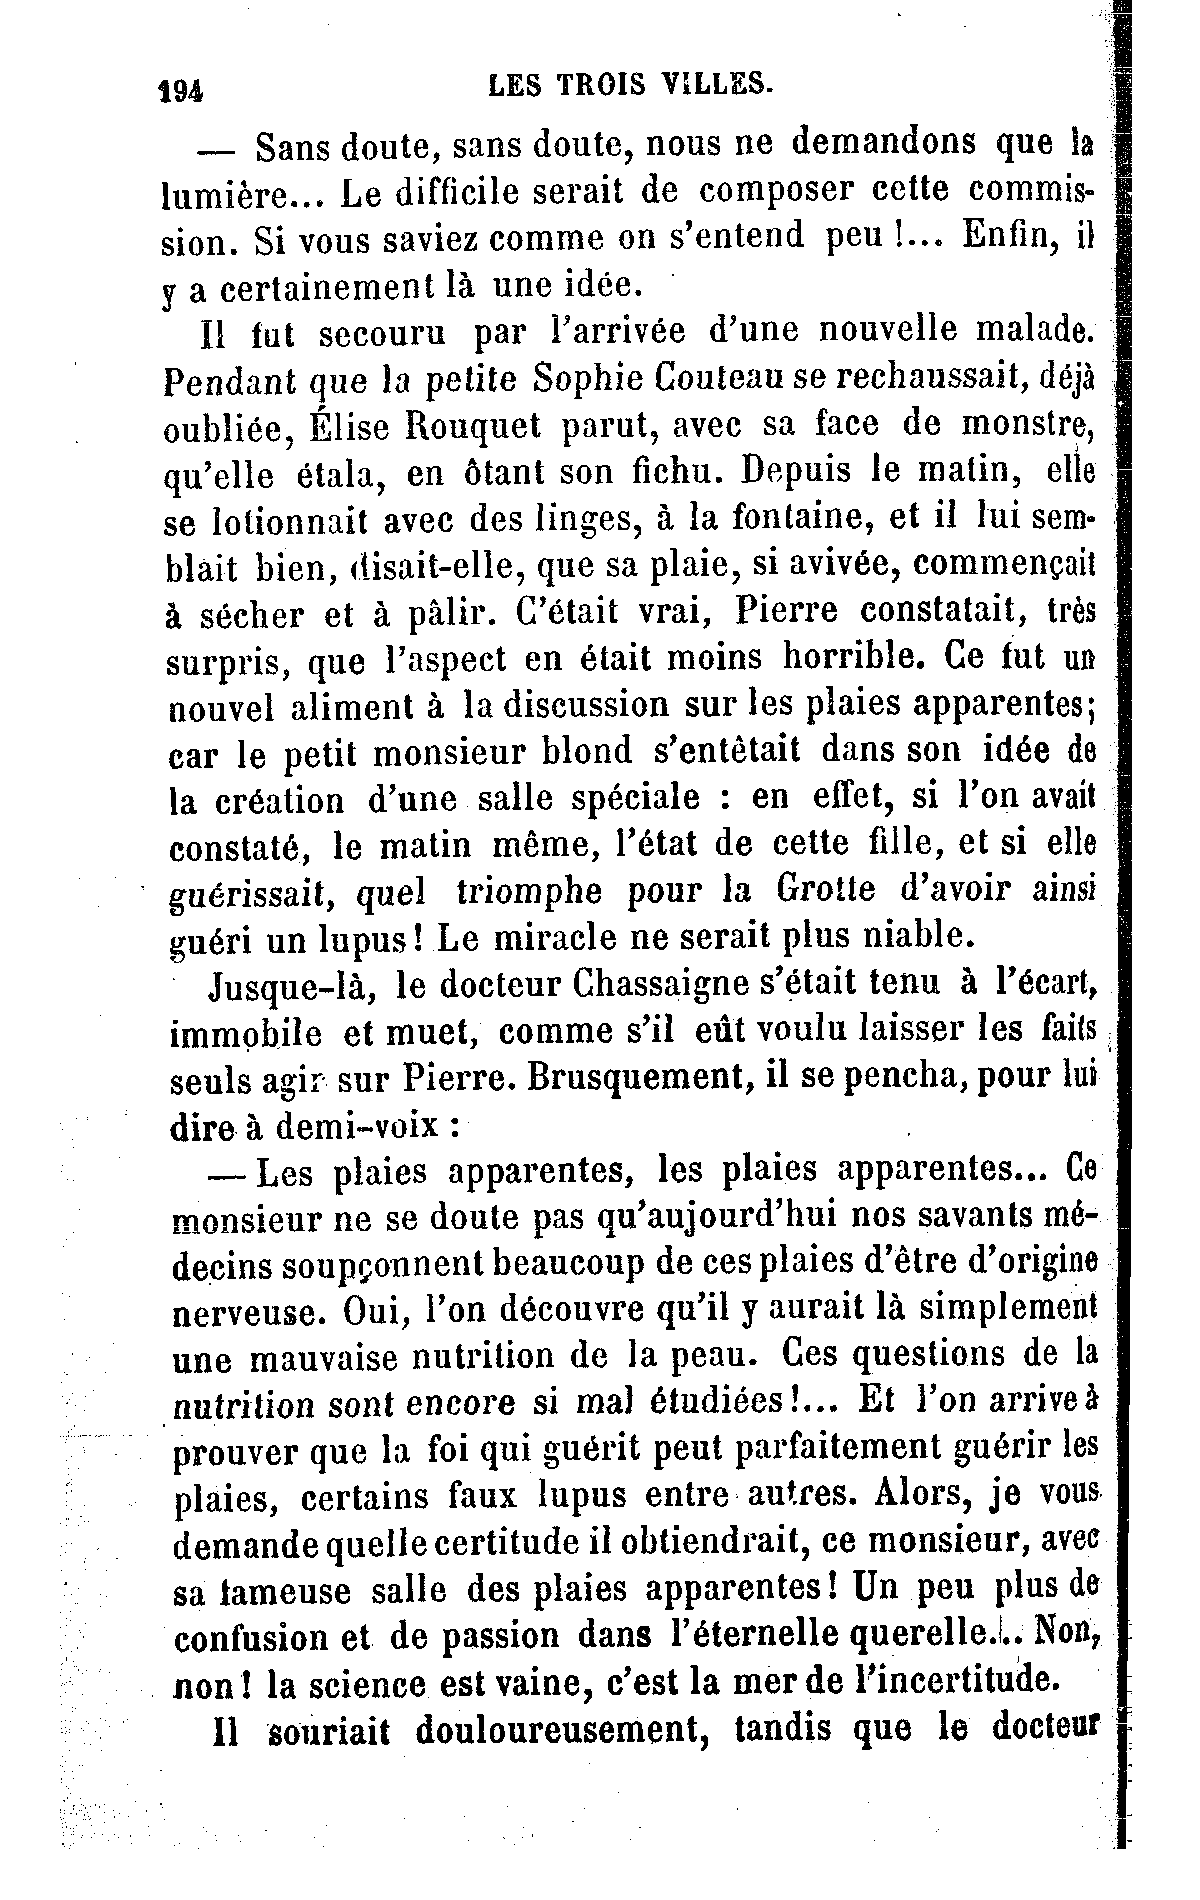 194 LES TROIS VILLES.
— Sans doute, sans doute, nous ne demandons que la
lumière... Le difficile serait de composer cette commis-
sion. Si vous saviez comme on s'entend peu !... Enfin, il
y a certainement là une idée.
Il fut secouru par l'arrivée d'une nouvelle malade.
Pendant que la petite Sophie Couteau se rechaussait, déjà
oubliée, Élise Rouquet parut, avec sa face de monstre,
qu'elle étala, en ôtant son fichu. Depuis le matin, elle
se lotionnait avec des linges, à la fontaine, et il lui sem-
blait bien, disait-elle, que sa plaie, si avivée, commençait
à sécher et à pâlir. C'était vrai, Pierre constatait, très
surpris, que l'aspect en était moins horrible. Ce fut un
nouvel aliment à la discussion sur les plaies apparentes;
car le petit monsieur blond s'entêtait dans son idée de
la création d'une salle spéciale : en effet, si l'on avait
constaté, le matin même, l'état de cette fille, et si elle
guérissait, quel triomphe pour la Grotte d'avoir ainsi
guéri un lupus! Le miracle ne serait plus niable.
Jusque-là, le docteur Chassaigne s'était tenu à l'écart,
immobile et muet, comme s'il eût voulu laisser les faits
seuls agir sur Pierre. Brusquement, il se pencha, pour lui
dire à demi-voix :
— Les plaies apparentes, les plaies apparentes... Ce
monsieur ne se doute pas qu'aujourd'hui nos savants mé-
decins soupçonnent beaucoup de ces plaies d'être d'origine
nerveuse. Oui, l'on découvre qu'il y aurait là simplement
une mauvaise nutrition de la peau. Ces questions de la
nutrition sont encore si mal étudiées!... Et l'on arrive à
prouver que la foi qui guérit peut parfaitement guérir les
plaies, certains faux lupus entre autres. Alors, je vous
demande quelle certitude il obtiendrait, ce monsieur, avec
sa fameuse salle des plaies apparentes! Un peu plus de
confusion et de passion dans l'éternelle querelle... Non,
non! la science est vaine, c'est la mer de l'incertitude.
Il souriait douloureusement, tandis que le docteur